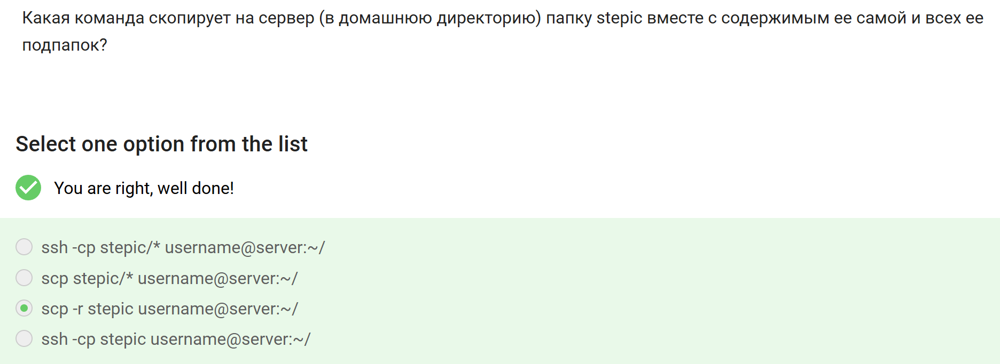 Какая команда скопирует на сервер (в домашнюю директорию) папку stepic вместе с содержимым ее самой и всех ее
подпапок?
Select one option from the list
You are right, well done!
ssh -cp stepic/* username@server:~/
scp stepic/* username@server:~/
scp -r stepic username@server:~/
ssh -cp stepic username@server:~/